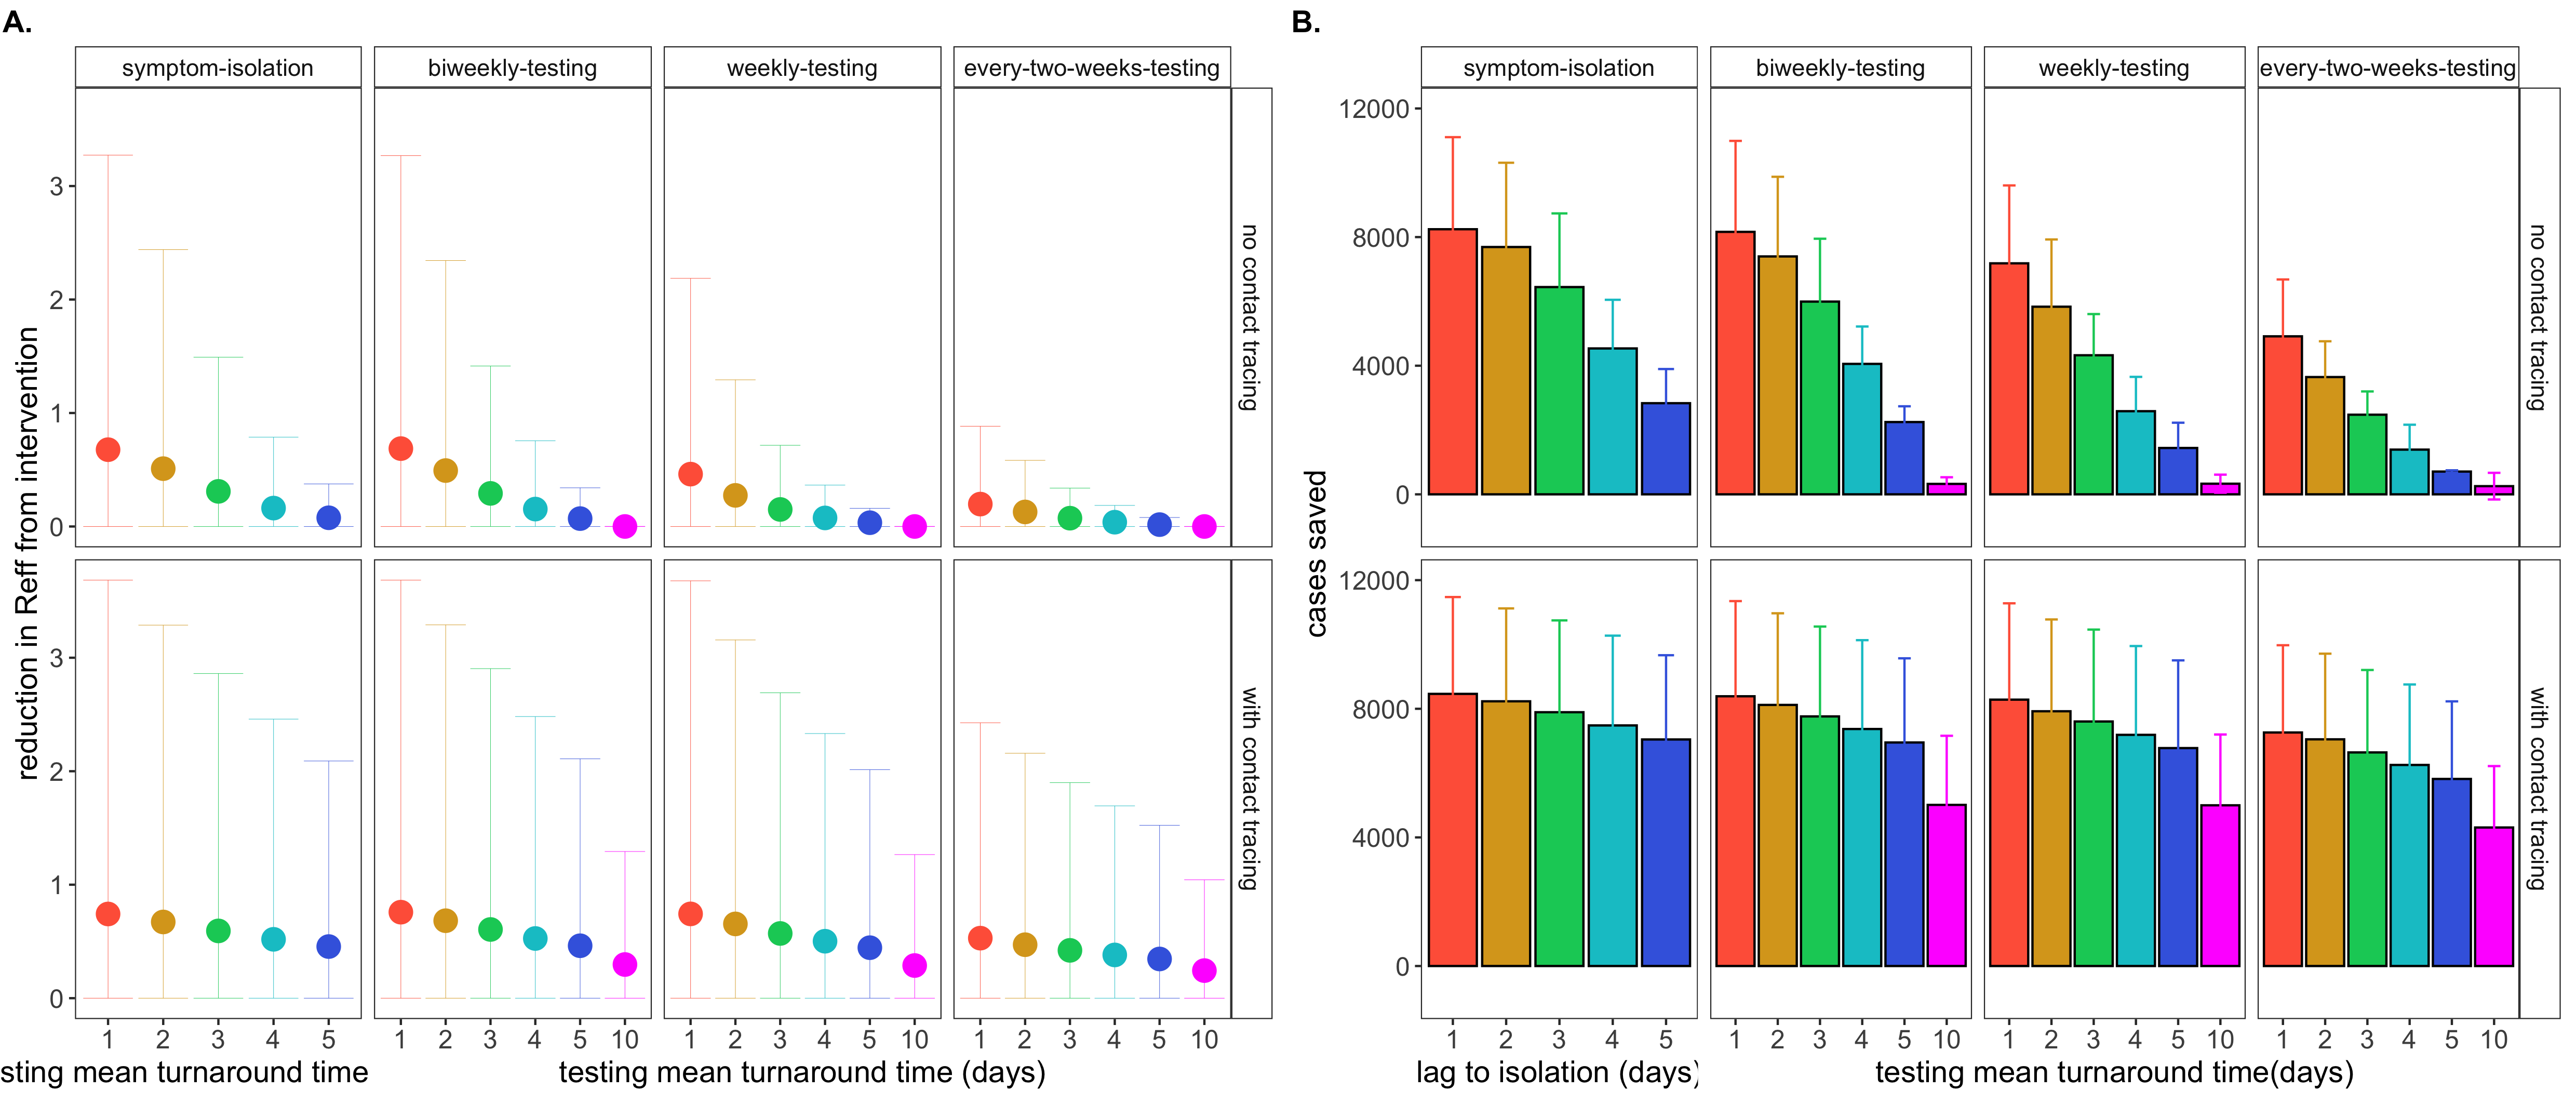 A.
symptom-isolation
biweekly-testing
weekly-testing
every-two-weeks-testing
reduction in Reff from intervention
3
2
1
0
no contact tracing
3
2
1
0
with contact tracing
1 2 3 4 5
1 2 3 4 5 10
1 2 3 4 5 10
1 2 3 4 5 10
sting mean turnaround time
testing mean turnaround time (days)
B.
symptom-isolation
biweekly-testing
weekly-testing
every-two-weeks-testing
cases saved
12000
8000
4000
0
no contact tracing
12000
8000
4000
0
with contact tracing
1 2 3 4 5
1 2 3 4 5 10
1 2 3 4 5 10
1 2 3 4 5 10
lag to isolation (days)
testing mean turnaround time(days)